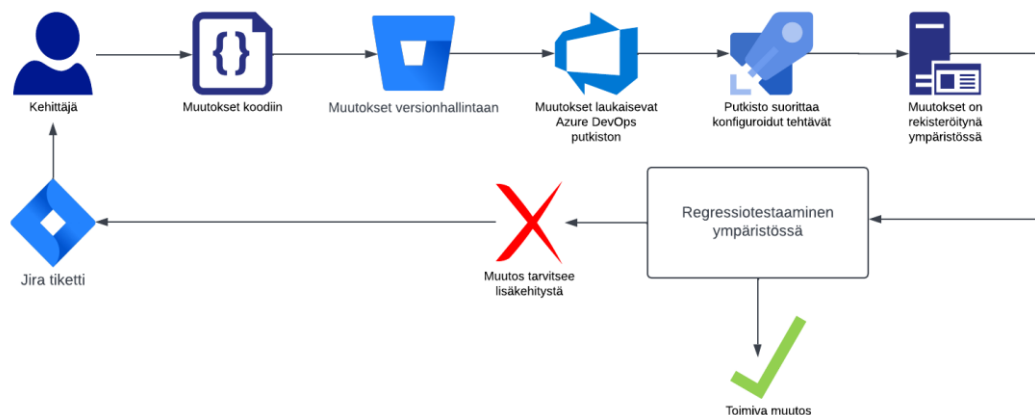 Kehittäjä
Muutokset koodiin
Muutokset versionhallintaan
Muutokset laukaisevat
Azure DevOps
putkiston
Putkisto suorittaa
konfiguroidut tehtävät
Muutokset on
rekisteröitynä
ympäristössä
Regressiotestaaminen
ympäristössä
Muutos tarvitsee
lisäkehitystä
Jira tiketti
Toimiva muutos